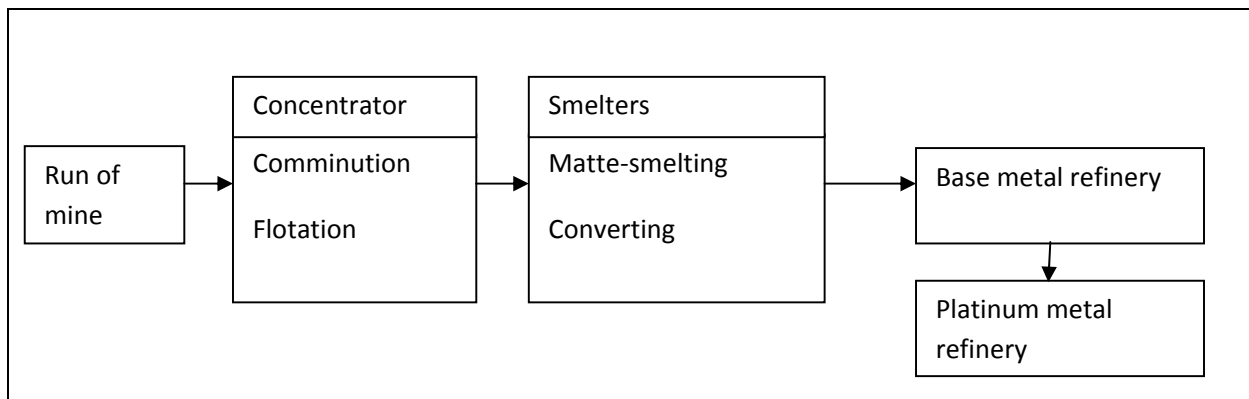 Run of
mine
Concentrator
Comminution
Flotation
Smelters
Matte-smelting
Converting
Base metal refinery
Platinum metal
refinery